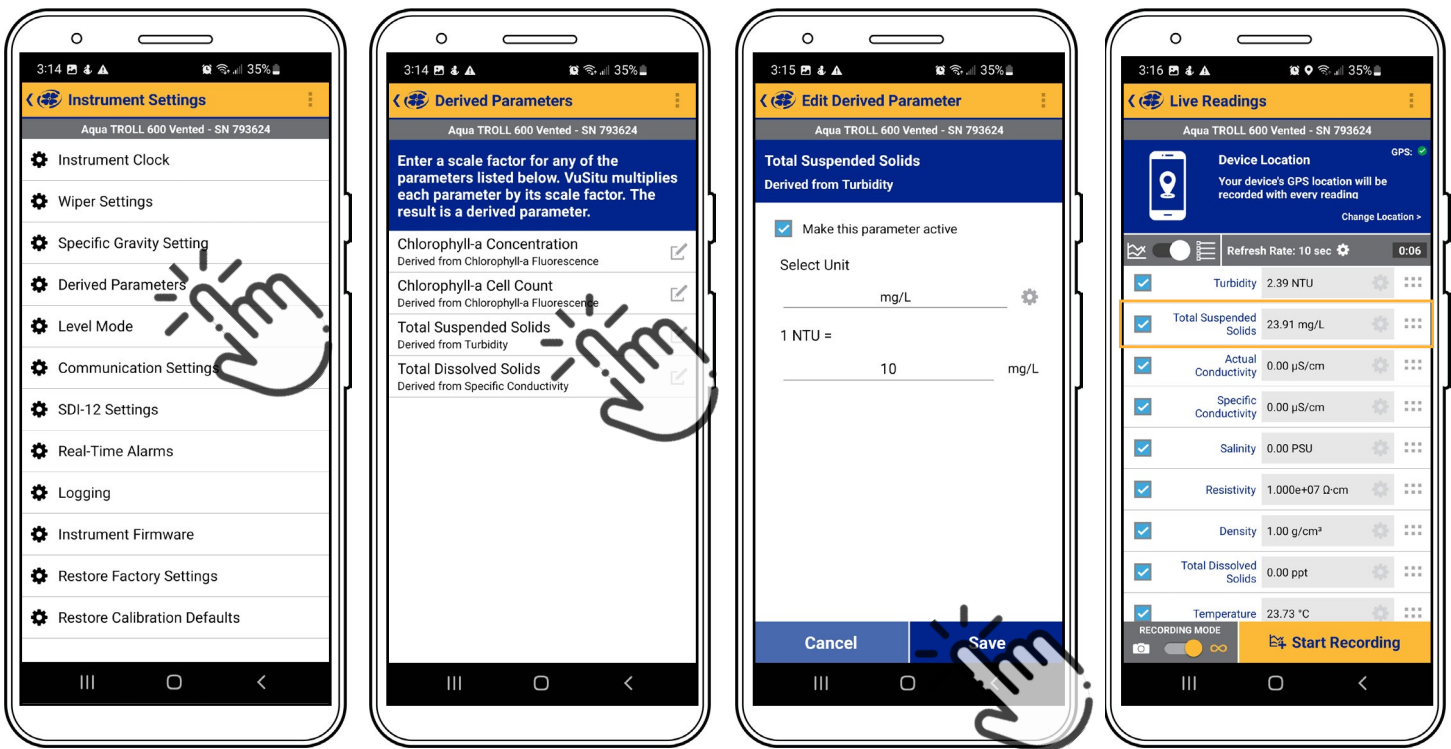 3:14
35%
Instrument Settings
Aqua TROLL 600 Vented - SN 793624
Instrument Clock
Wiper Settings
Specific Gravity Setting
Derived Parameters
Level Mode
Communication Settings
SDI-12 Settings
Real-Time Alarms
Logging
Instrument Firmware
Restore Factory Settings
Restore Calibration Defaults
3:14
35%
Derived Parameters
Aqua TROLL 600 Vented - SN 793624
Enter a scale factor for any of the
parameters listed below. VuSitu multiplies
each parameter by its scale factor. The
result is a derived parameter.
Chlorophyll-a Concentration
Derived from Chlorophyll-a Fluorescence
Chlorophyll-a Cell Count
Derived from Chlorophyll-a Fluorescence
Total Suspended Solids
Derived from Turbidity
Total Dissolved Solids
Derived from Specific Conductivity
3:15
35%
Edit Derived Parameter
Aqua TROLL 600 Vented - SN 793624
Total Suspended Solids
Derived from Turbidity
Make this parameter active
Select Unit
mg/L
1 NTU =
10 mg/L
Cancel
Save
3:16
35%
Live Readings
Aqua TROLL 600 Vented - SN 793624
GPS:
Device Location
Your device's GPS location will be
recorded with every reading
Change Location >
Refresh Rate: 10 sec
0:06
Turbidity 2.39 NTU
Total Suspended
Solids 23.91 mg/L
Actual
Conductivity 0.00 µS/cm
Specific
Conductivity 0.00 µS/cm
Salinity 0.00 PSU
Resistivity 1.000e+07 Ω·cm
Density 1.00 g/cm³
Total Dissolved
Solids 0.00 ppt
Temperature 23.73 °C
RECORDING MODE
Start Recording